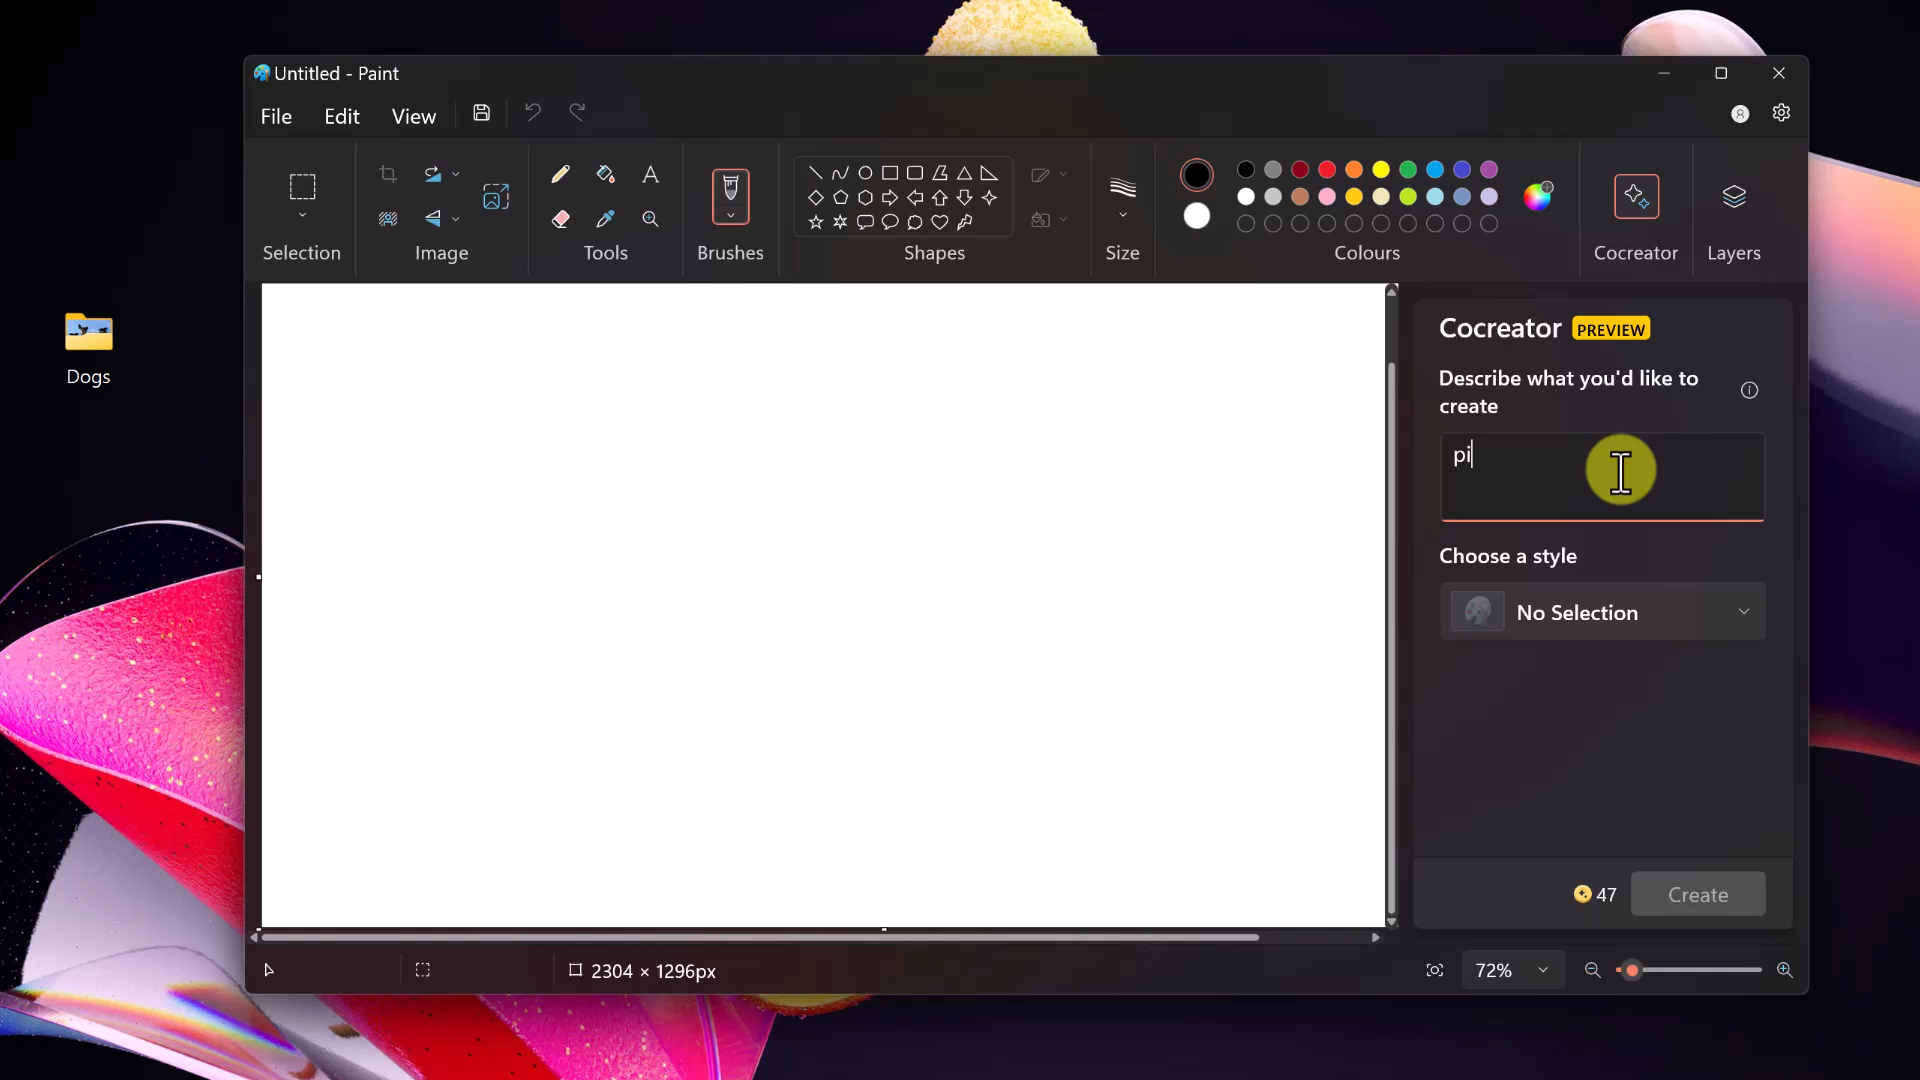 Untitled - Paint
File Edit View
Selection Image Tools Brushes Shapes Size Colours Cocreator Layers
Dogs
Cocreator PREVIEW
Describe what you'd like to
create
pi
Choose a style
No Selection
47 Create
2304 × 1296px
72%